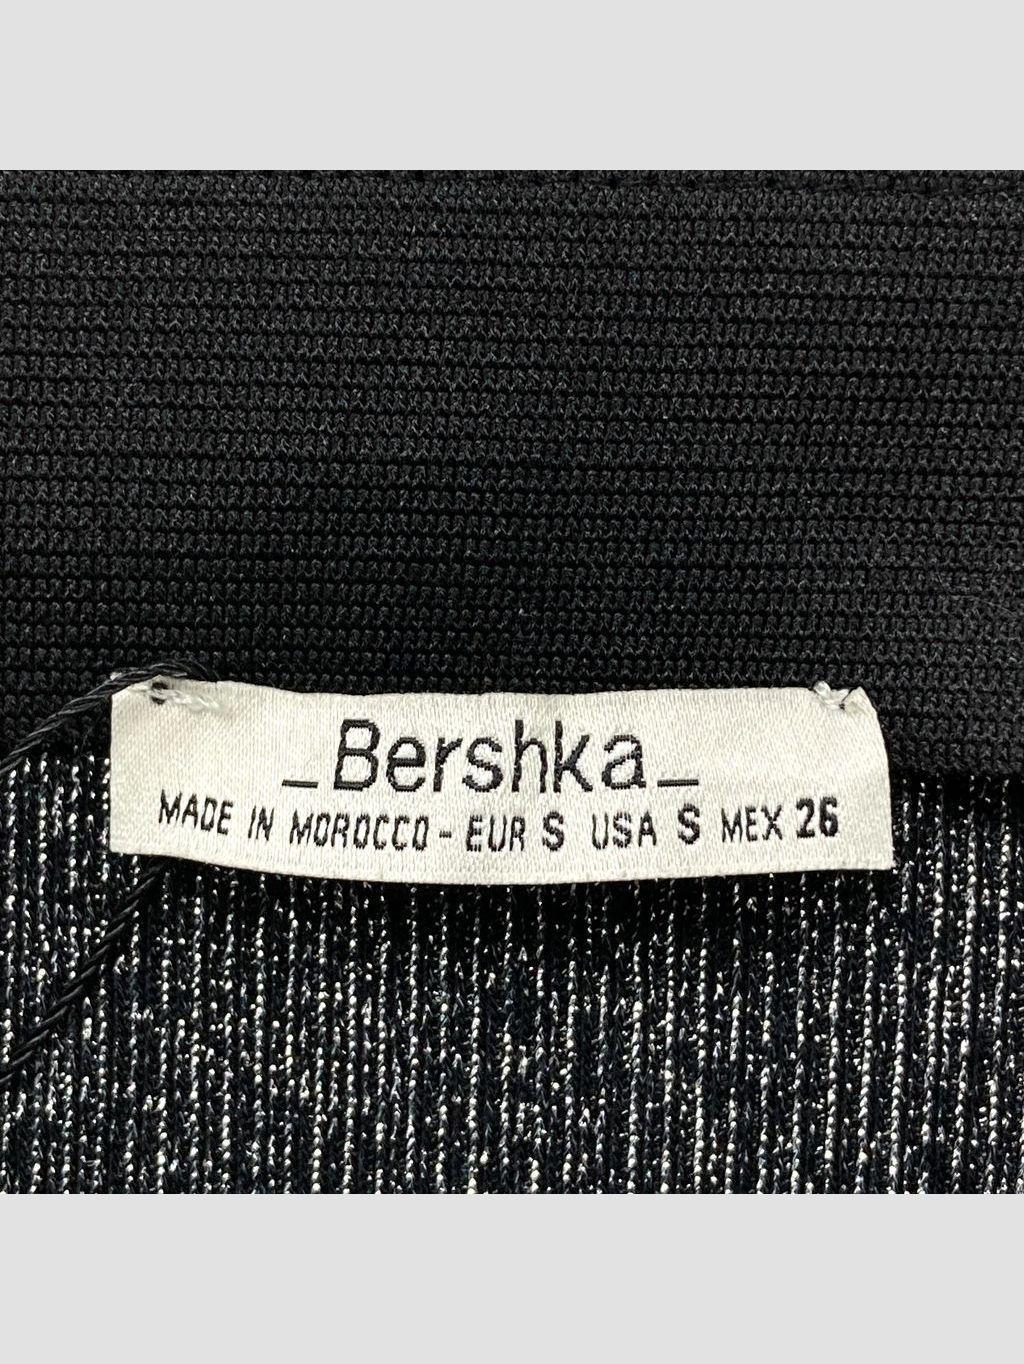 _Bershka_
MADE IN MOROCCO - EUR S USA S MEX 26